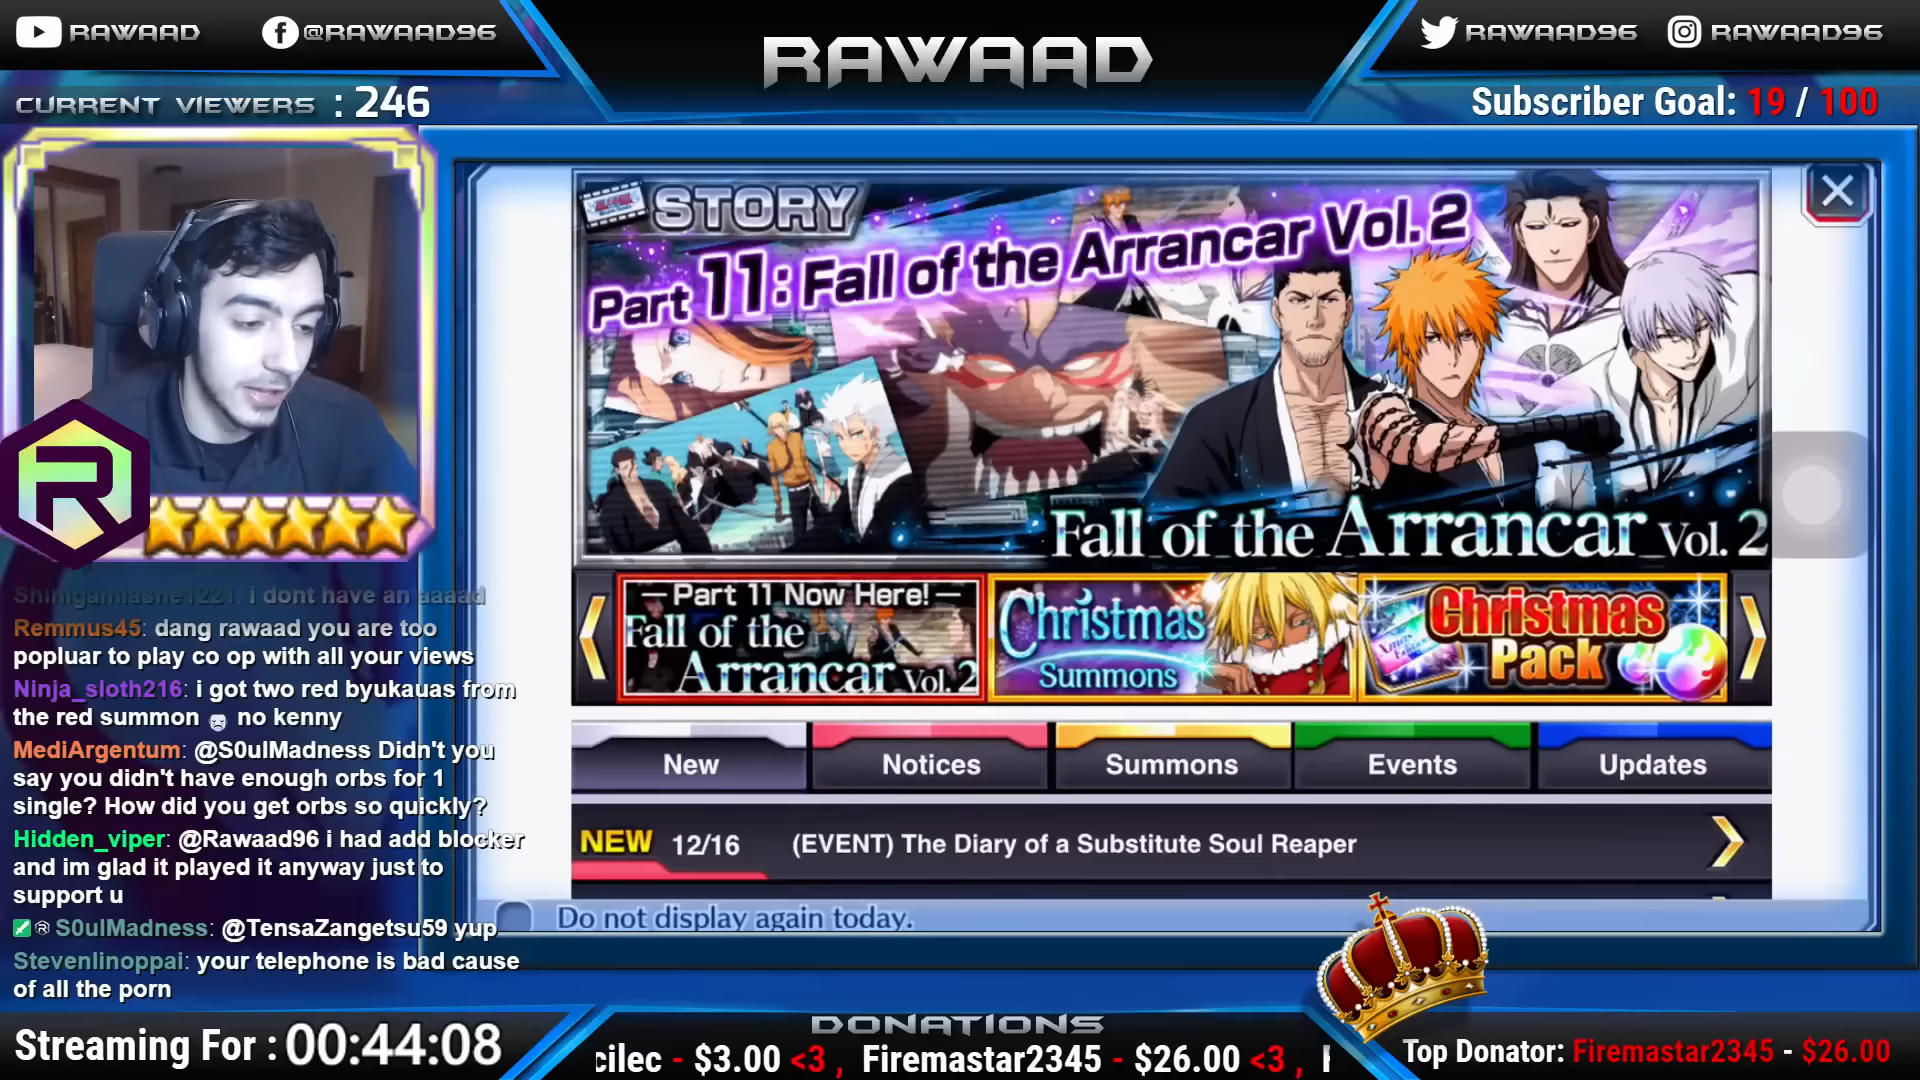 RAWAAD
@RAWAAD96
RAWAAD
RAWAAD96
RAWAAD96
CURRENT VIEWERS : 246
Subscriber Goal: 19 / 100
STORY
Part 11: Fall of the Arrancar Vol. 2
Fall of the Arrancar Vol. 2
R
Part 11 Now Here!
Fall of the
Arrancar Vol. 2
Christmas
Summons
Christmas
Pack
New
Notices
Summons
Events
Updates
NEW 12/16 (EVENT) The Diary of a Substitute Soul Reaper
Do not display again today.
i dont have an aaaad
Remmus45: dang rawaad you are too
popluar to play co op with all your views
Ninja_sloth216: i got two red byukauas from
the red summon no kenny
MediArgentum: @S0ulMadness Didn't you
say you didn't have enough orbs for 1
single? How did you get orbs so quickly?
Hidden_viper: @Rawaad96 i had add blocker
and im glad it played it anyway just to
support u
S0ulMadness: @TensaZangetsu59 yup
Stevenlinoppai: your telephone is bad cause
of all the porn
Streaming For : 00:44:08
DONATIONS
cilec - $3.00 <3 , Firemastar2345 - $26.00 <3 ,
Top Donator: Firemastar2345 - $26.00